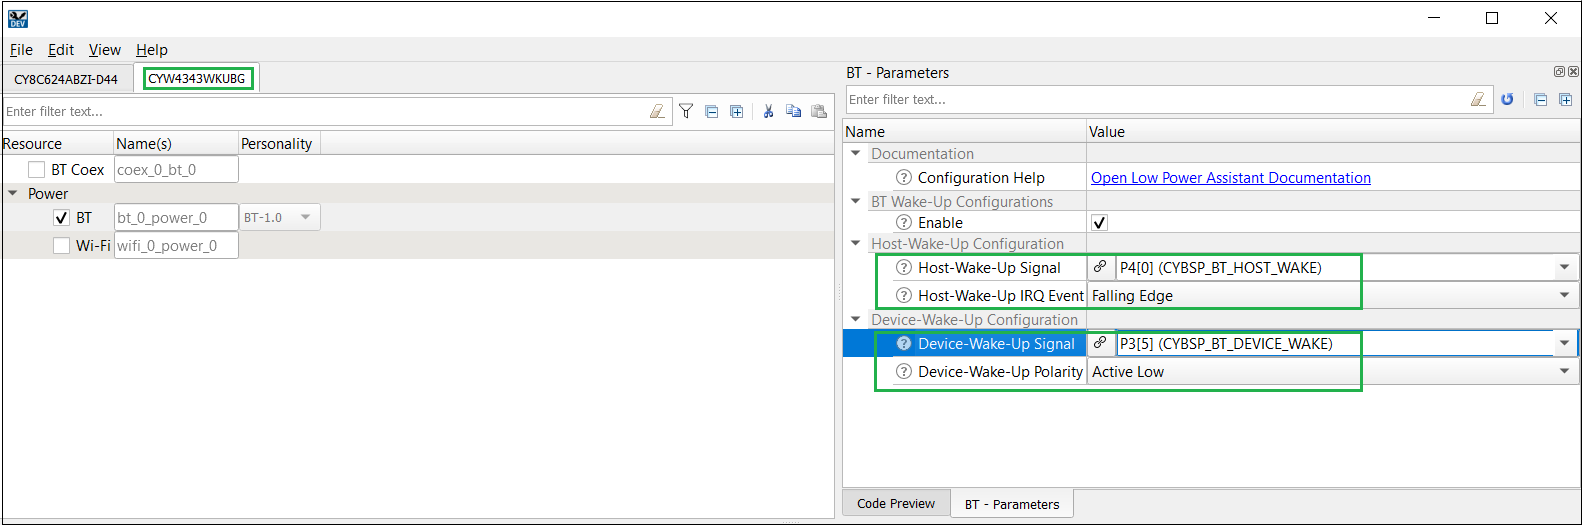 DEV
File Edit View Help
CY8C624ABZI-D44 CYW4343WKUBG
Enter filter text...
Resource Name(s) Personality
BT Coex coex_0_bt_0
Power
BT bt_0_power_0 BT-1.0
Wi-Fi wifi_0_power_0
BT - Parameters
Enter filter text...
Name Value
Documentation
Configuration Help Open Low Power Assistant Documentation
BT Wake-Up Configurations
Enable
Host-Wake-Up Configuration
Host-Wake-Up Signal P4[0] (CYBSP_BT_HOST_WAKE)
Host-Wake-Up IRQ Event Falling Edge
Device-Wake-Up Configuration
Device-Wake-Up Signal P3[5] (CYBSP_BT_DEVICE_WAKE)
Device-Wake-Up Polarity Active Low
Code Preview BT - Parameters